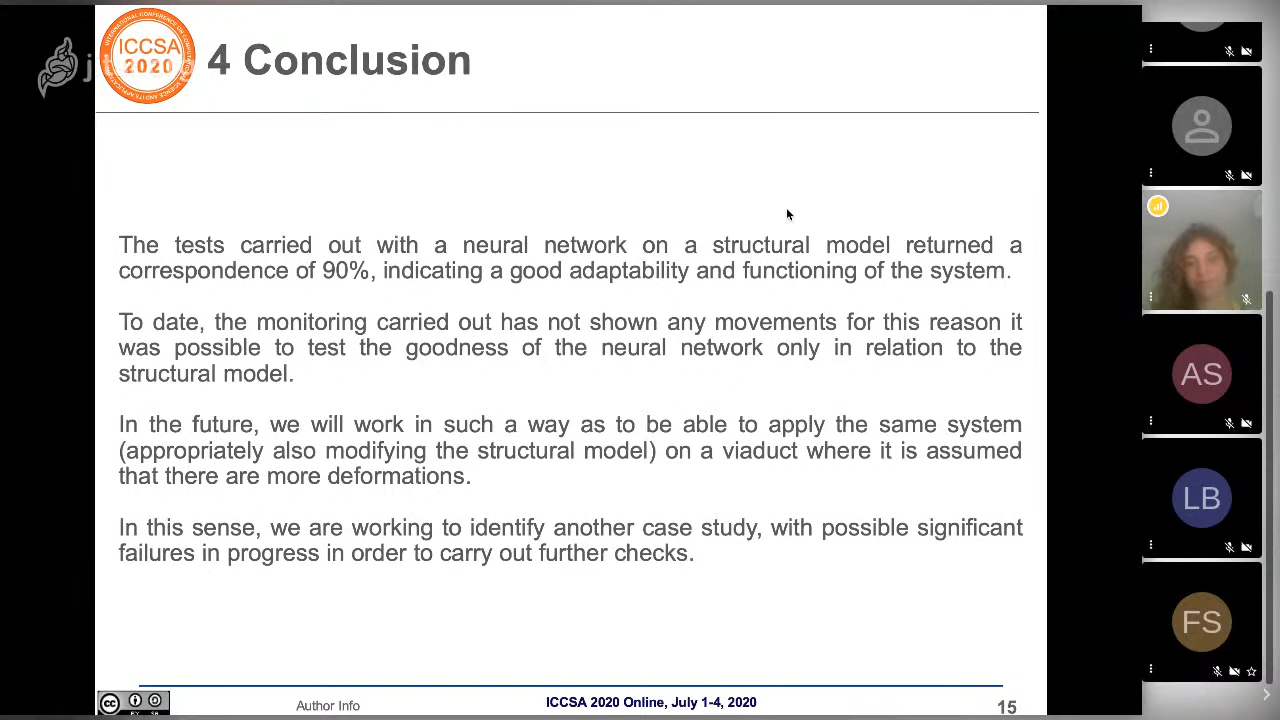 ICCSA
2020
4 Conclusion
The tests carried out with a neural network on a structural model returned a
correspondence of 90%, indicating a good adaptability and functioning of the system.
To date, the monitoring carried out has not shown any movements for this reason it
was possible to test the goodness of the neural network only in relation to the
structural model.
In the future, we will work in such a way as to be able to apply the same system
(appropriately also modifying the structural model) on a viaduct where it is assumed
that there are more deformations.
In this sense, we are working to identify another case study, with possible significant
failures in progress in order to carry out further checks.
AS
LB
FS
cc
Author Info
ICCSA 2020 Online, July 1-4, 2020
15